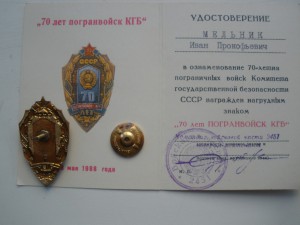 "70 лет погранвойск КГБ"
70
мая 1988 года
УДОСТОВЕРЕНИЕ
МЕЛЬНИК
Иван Прокофьевич
в ознаменование 70-летия
пограничных войск Комитета
государственной безопасности
СССР награжден нагрудным
знаком
"70 лет ПОГРАНВОЙСК КГБ"